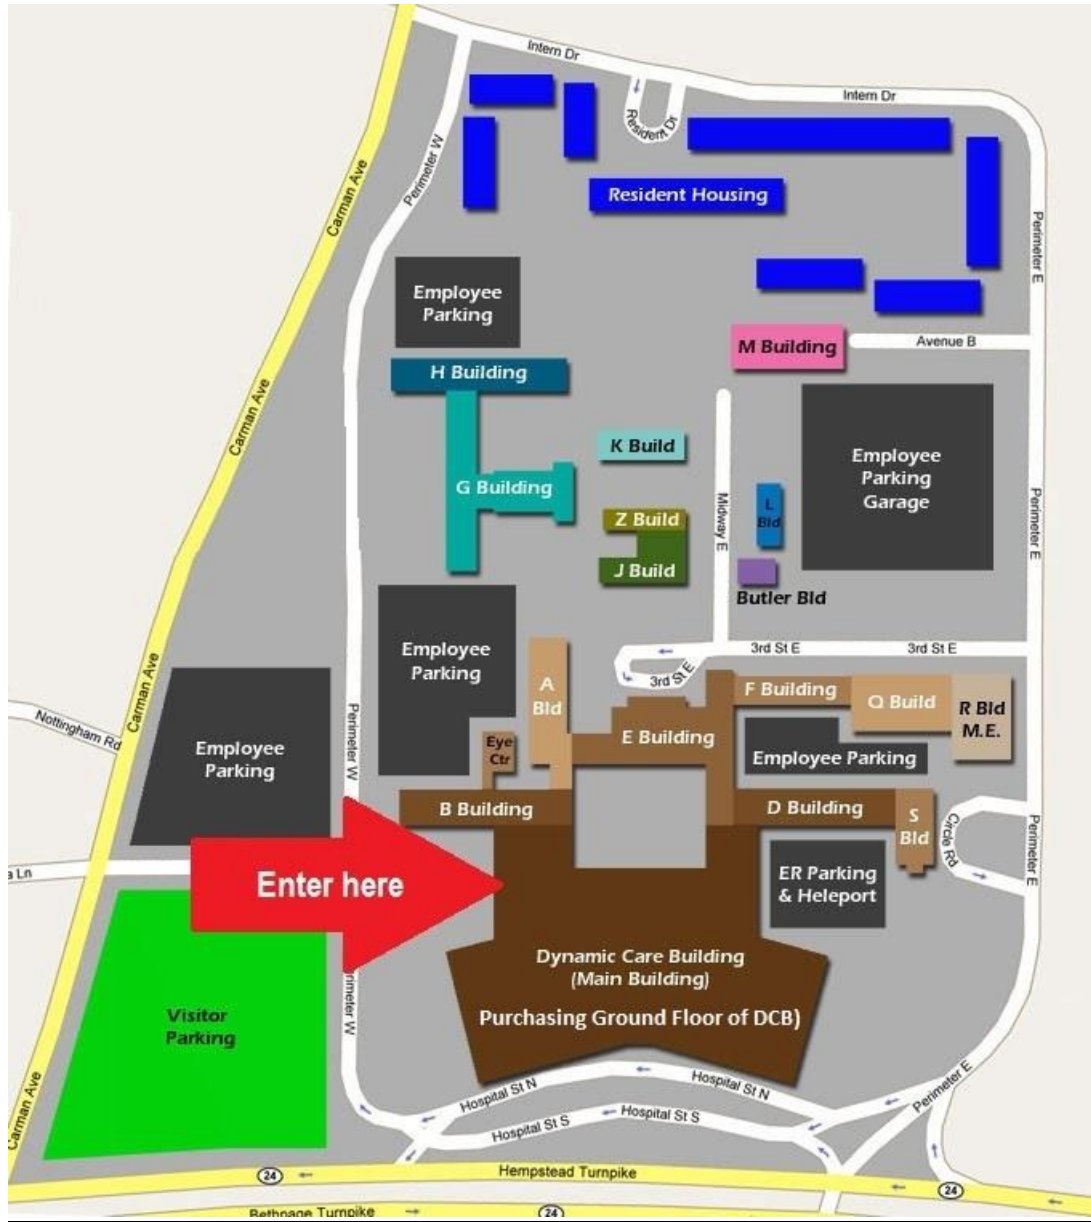 Intern Dr
Intern Dr
Resident Dr
Perimeter W
Carman Ave
Resident Housing
Perimeter E
Employee
Parking
M Building
Avenue B
H Building
Carman Ave
K Build
Employee
Parking
Garage
G Building
Midway E
L
Bld
Perimeter E
Z Build
J Build
Butler Bld
3rd St E
3rd St E
3rd St E
Employee
Parking
A
Bld
F Building
Q Build
R Bld
M.E.
Carman Ave
Nottingham Rd
Employee
Parking
Perimeter W
Eye
Ctr
E Building
Employee Parking
B Building
D Building
S
Bld
Circle Rd
Perimeter E
a Ln
Enter here
ER Parking
& Heleport
Dynamic Care Building
(Main Building)
Purchasing Ground Floor of DCB)
Visitor
Parking
rimeter W
Carman Ave
Hospital St N
Hospital St N
Perimeter E
Hospital St S
Hospital St S
24
Hempstead Turnpike
24
Bethpage Turnpike
24